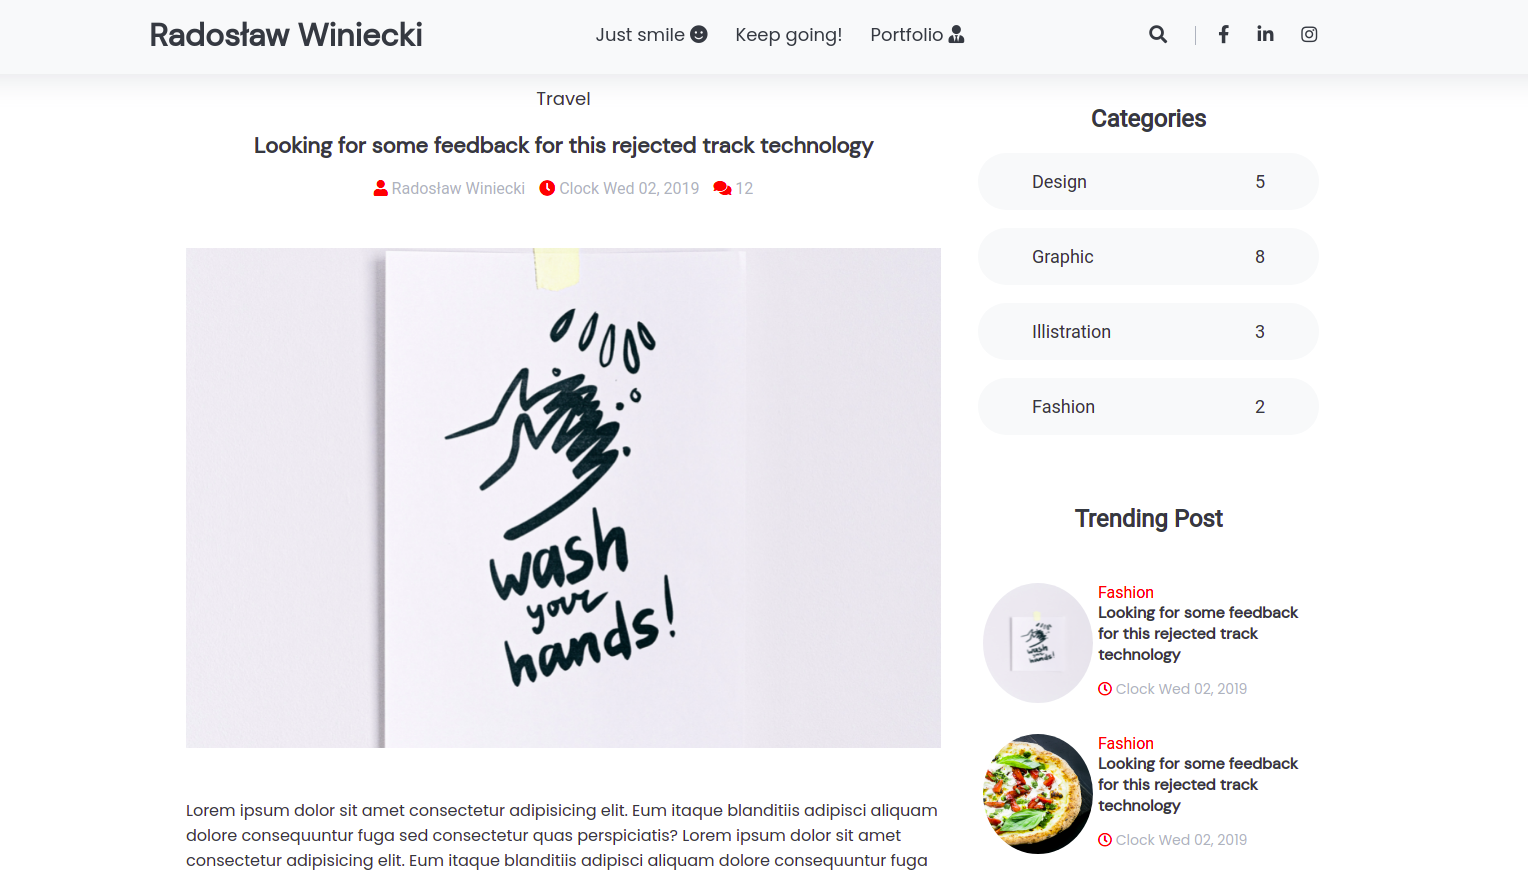 Radosław Winiecki
Just smile
Keep going!
Portfolio
Travel
Looking for some feedback for this rejected track technology
Radosław Winiecki Clock Wed 02, 2019 12
wash
your
hands!
Lorem ipsum dolor sit amet consectetur adipisicing elit. Eum itaque blanditiis adipisci aliquam
dolore consequuntur fuga sed consectetur quas perspiciatis? Lorem ipsum dolor sit amet
consectetur adipisicing elit. Eum itaque blanditiis adipisci aliquam dolore consequuntur fuga
Categories
Design 5
Graphic 8
Illistration 3
Fashion 2
Trending Post
wash
your
hands!
Fashion
Looking for some feedback
for this rejected track
technology
Clock Wed 02, 2019
Fashion
Looking for some feedback
for this rejected track
technology
Clock Wed 02, 2019